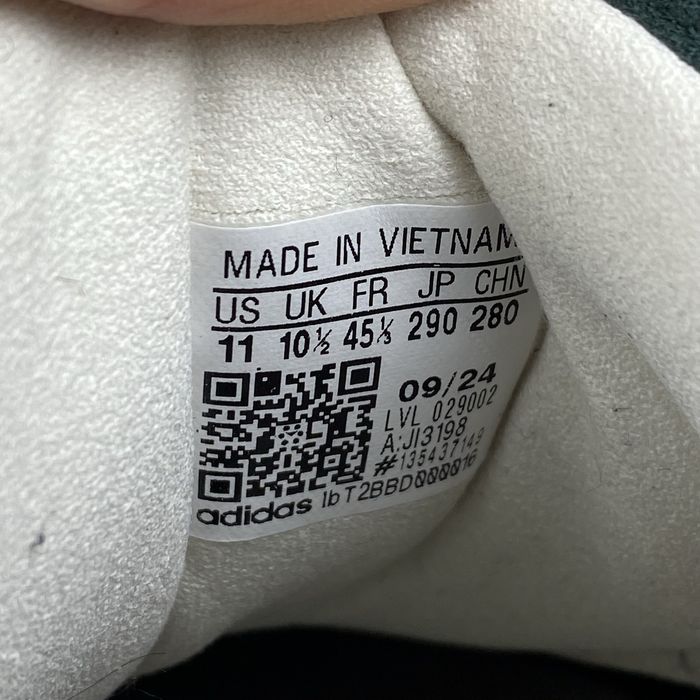 MADE IN VIETNAM
US UK FR JP CHN
11 10½ 45⅓ 290 280
09/24
LVL 029002
A:JI3198
#135437149
adidas lbT2BBD000016